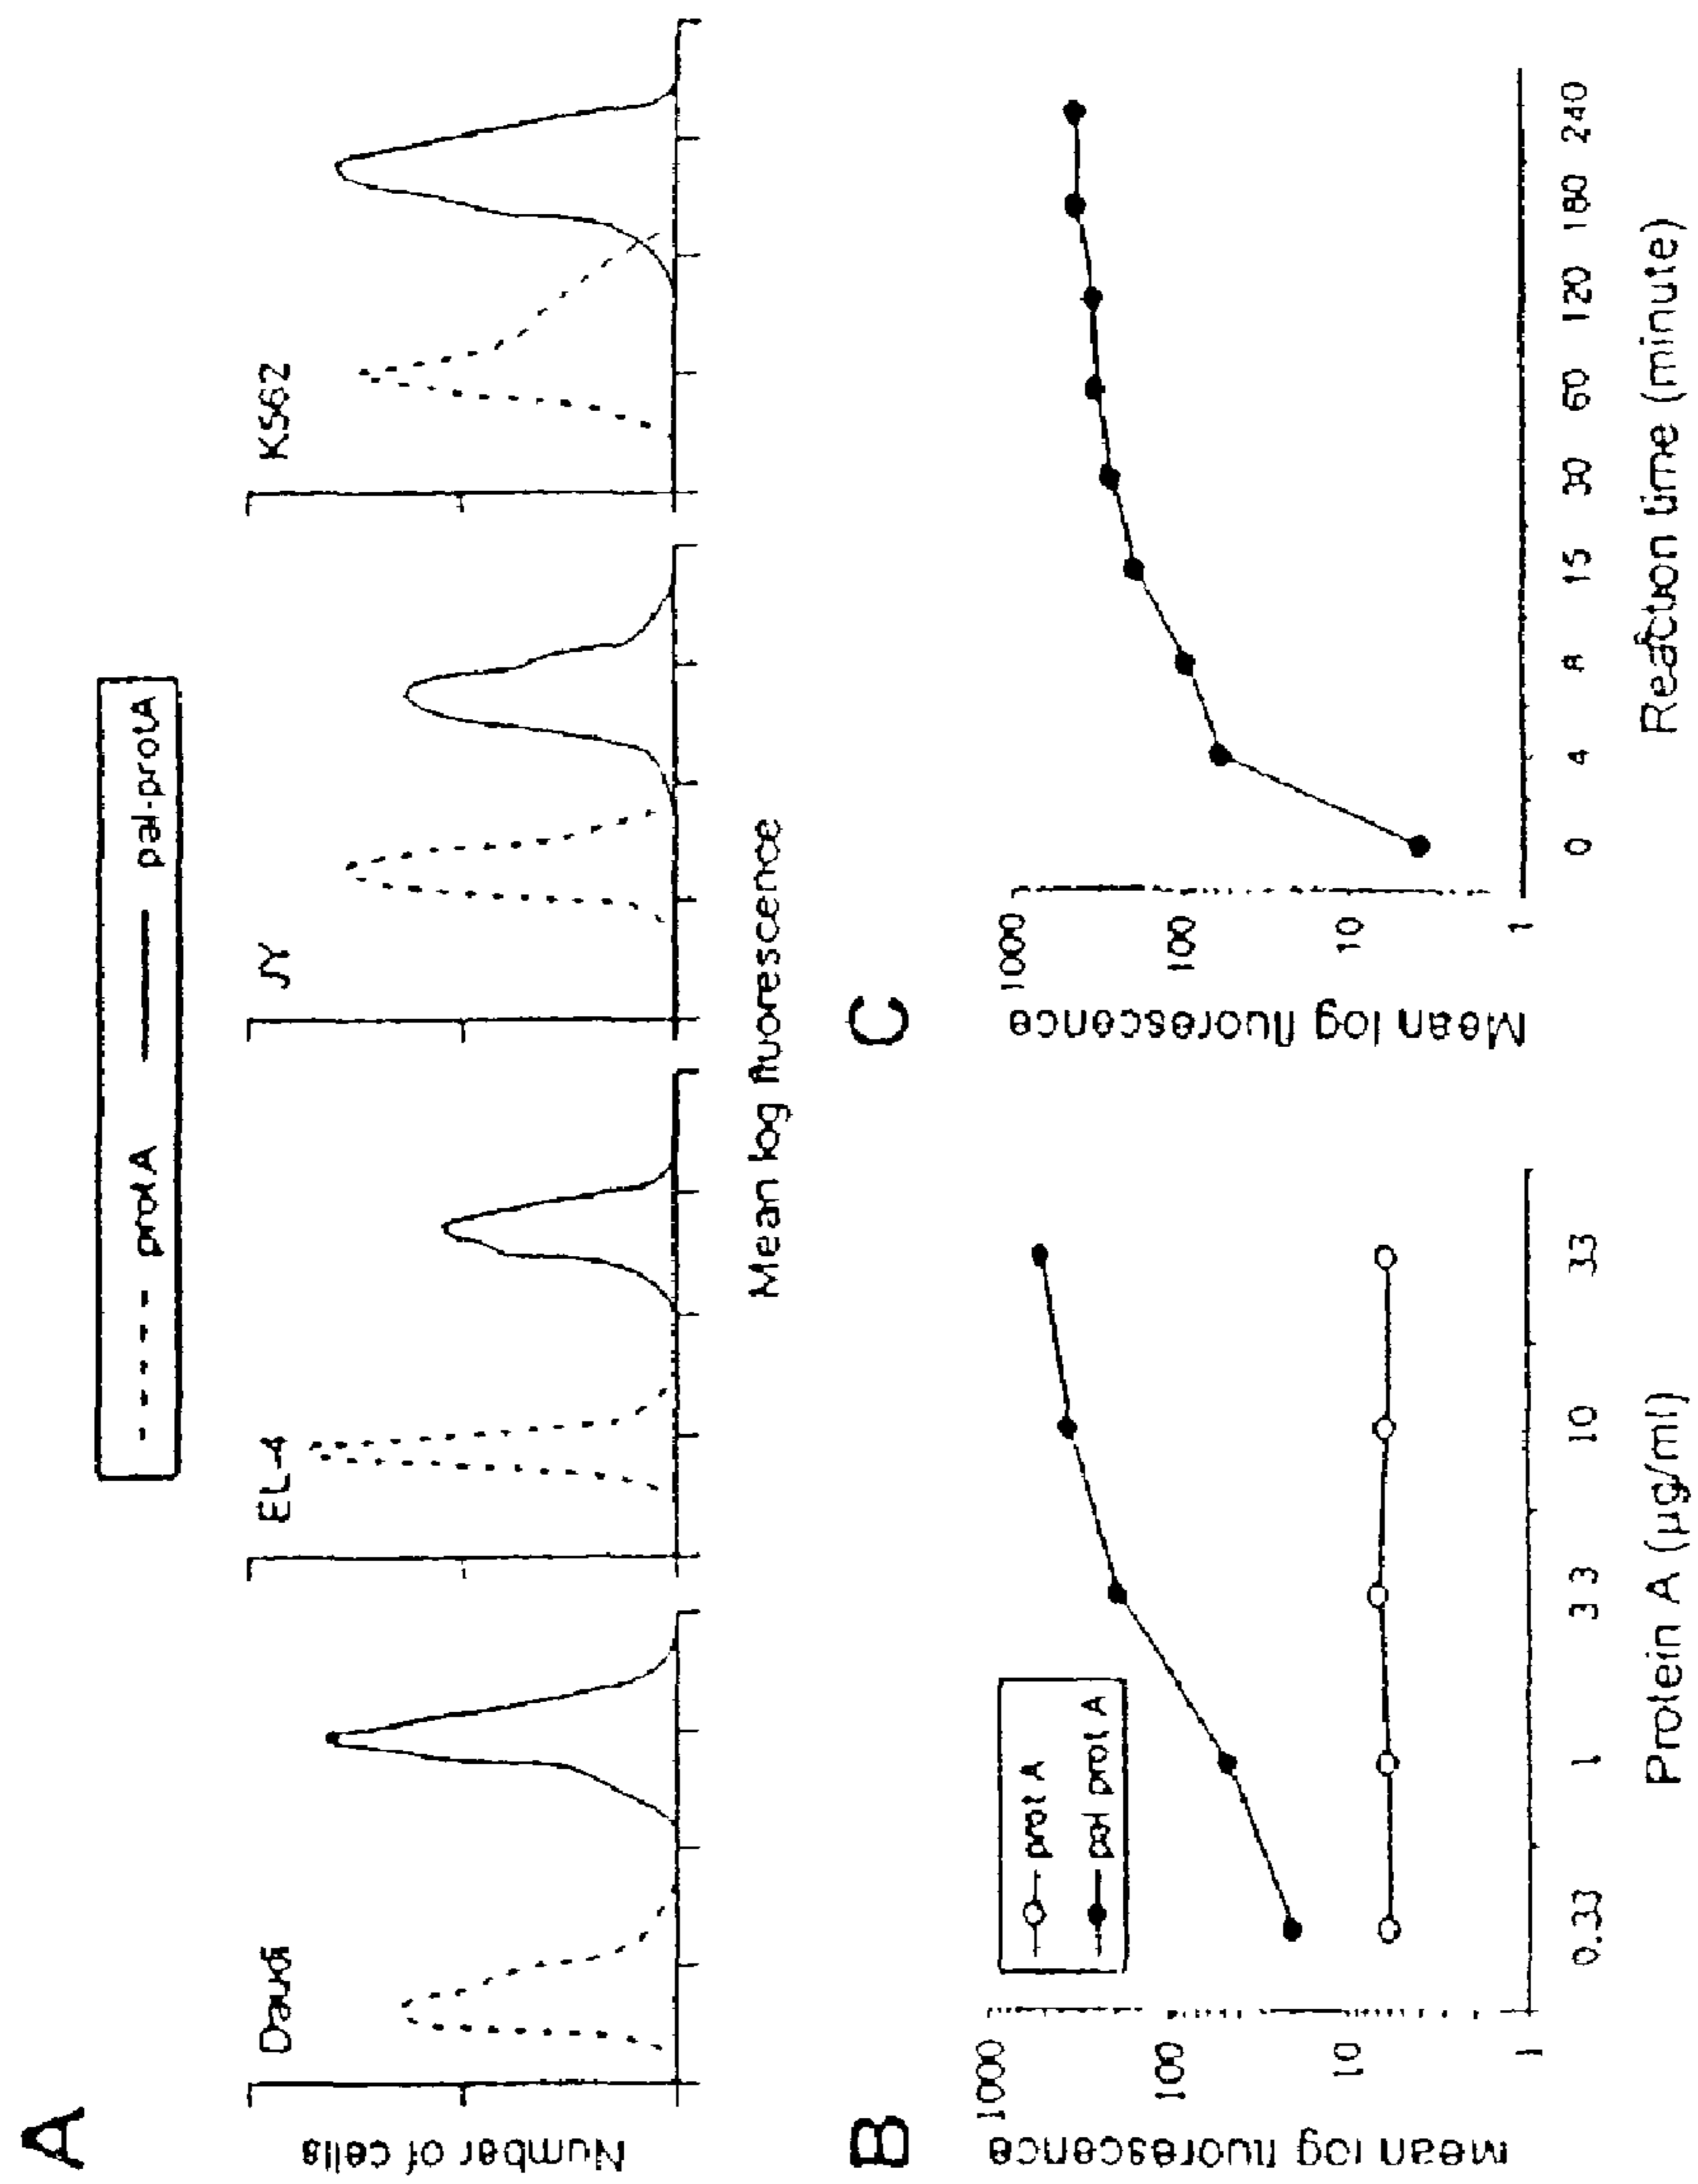 A
prot A pal-protA
Number of cells
Daudi
EL-4
JY
K562
Mean log fluorescence
B
Mean log fluorescence
1000
100
10
1
prot A
pal prot A
0.33 1 3 3 10 33
Protein A (µg/ml)
C
Mean log fluorescence
1000
100
10
1
0 4 8 15 30 60 120 180 240
Reaction time (minute)